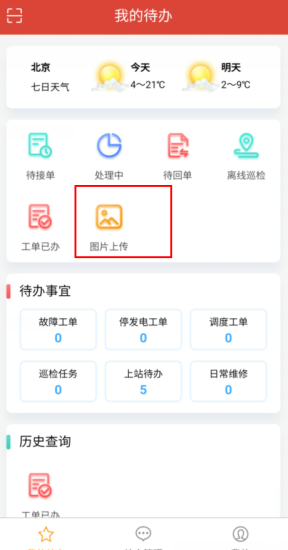 我的待办
北京
今天
明天
七日天气
4～21℃
2～9℃
待接单
处理中
待回单
离线巡检
工单已办
图片上传
待办事宜
故障工单
停发电工单
调度工单
0
0
0
巡检任务
上站待办
日常维修
0
5
0
历史查询
工单已办